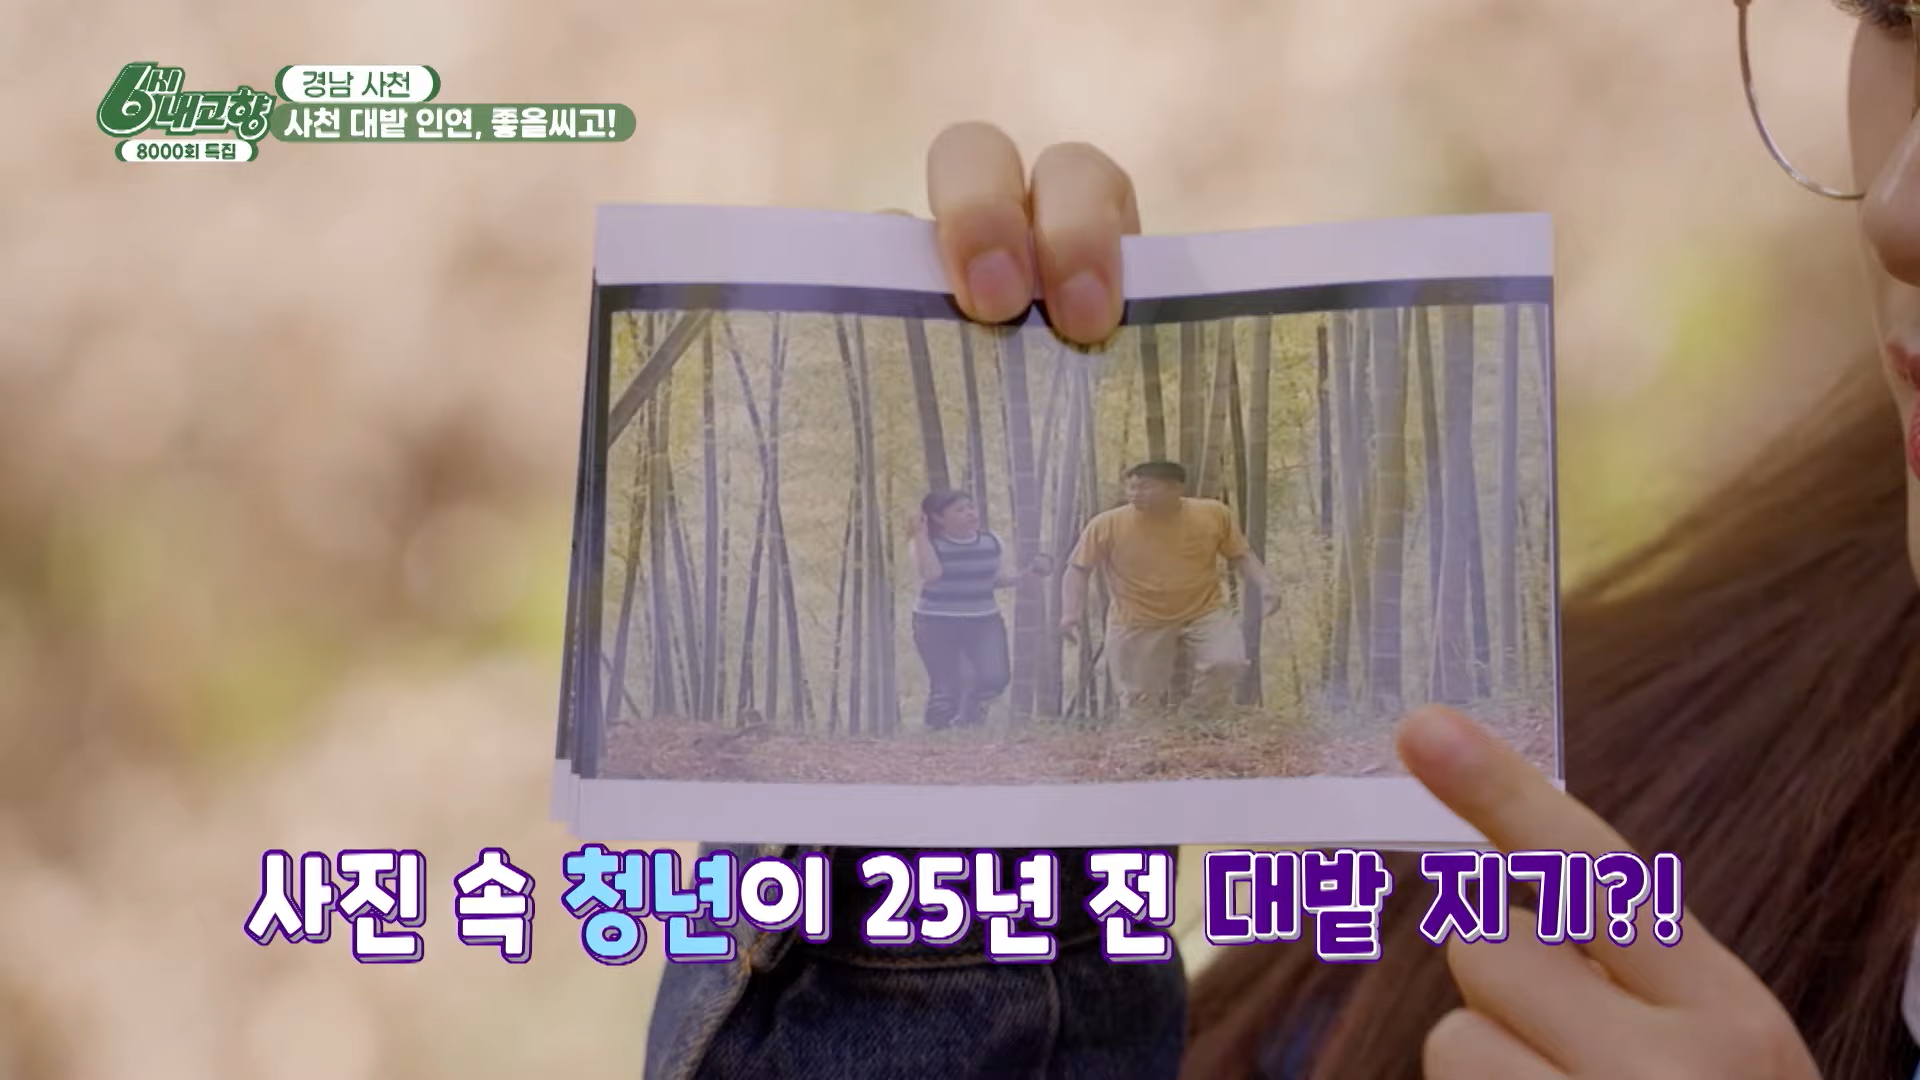 6시
내고향
8000회 특집
경남 사천
사천 대밭 인연, 좋을씨고!
사진 속 청년이 25년 전 대밭 지기?!